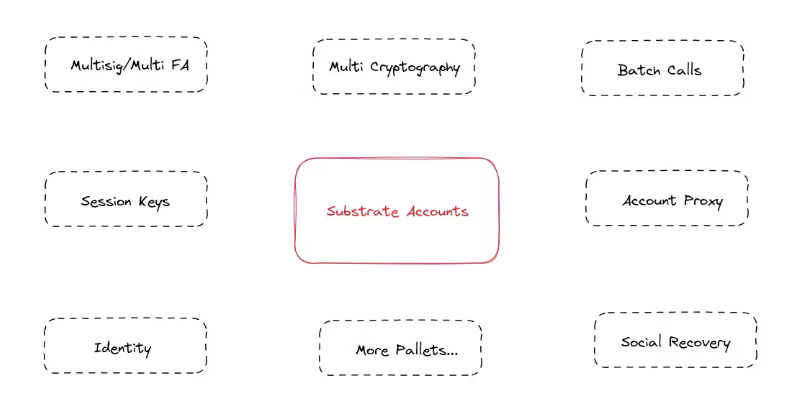 Multisig/Multi FA
Multi Cryptography
Batch Calls
Session Keys
Substrate Accounts
Account Proxy
Identity
More Pallets...
Social Recovery